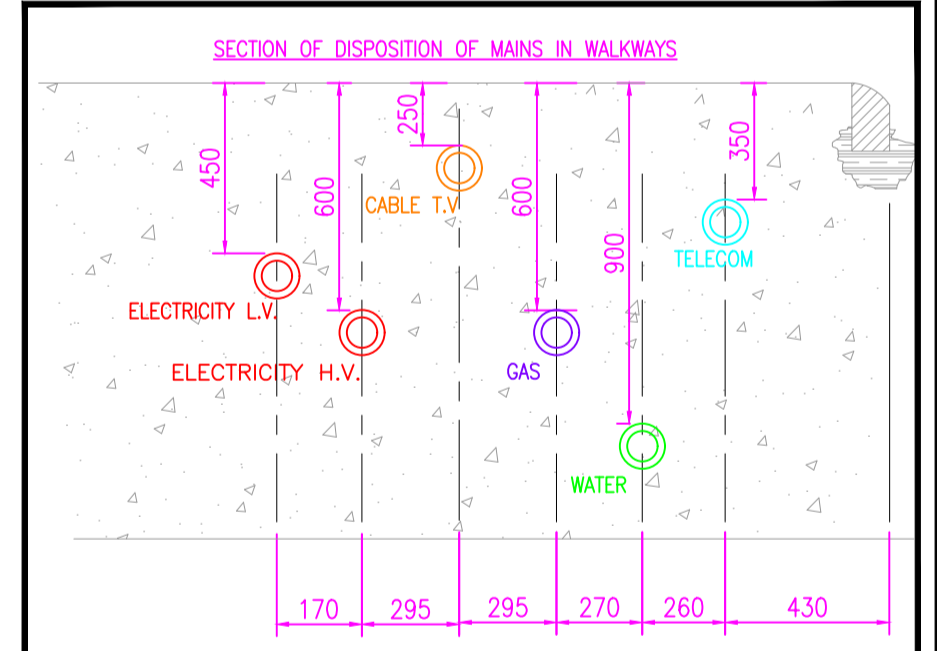 SECTION OF DISPOSITION OF MAINS IN WALKWAYS
450
600
250
600
900
350
CABLE T.V
TELECOM
ELECTRICITY L.V.
ELECTRICITY H.V.
GAS
WATER
170 295 295 270 260 430